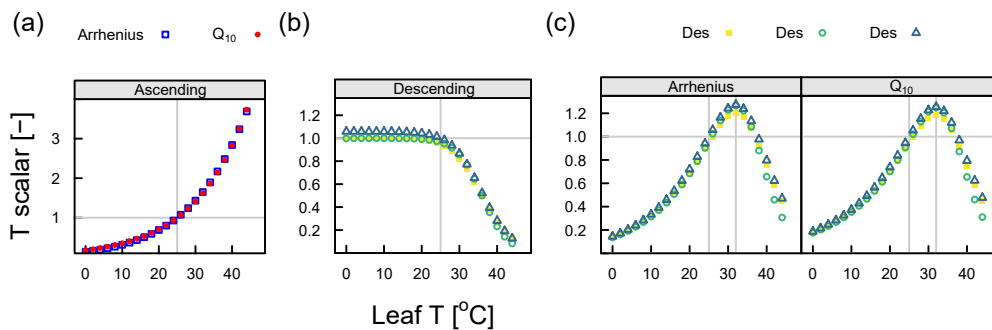 (a)
Arrhenius Q10
(b)
(c)
Des Des Des
Ascending
Descending
Arrhenius
Q10
T scalar [−]
3
2
1
0 10 20 30 40
1.2
1.0
0.8
0.6
0.4
0.2
0 10 20 30 40
1.2
1.0
0.8
0.6
0.4
0.2
0 10 20 30 40
0 10 20 30 40
Leaf T [oC]